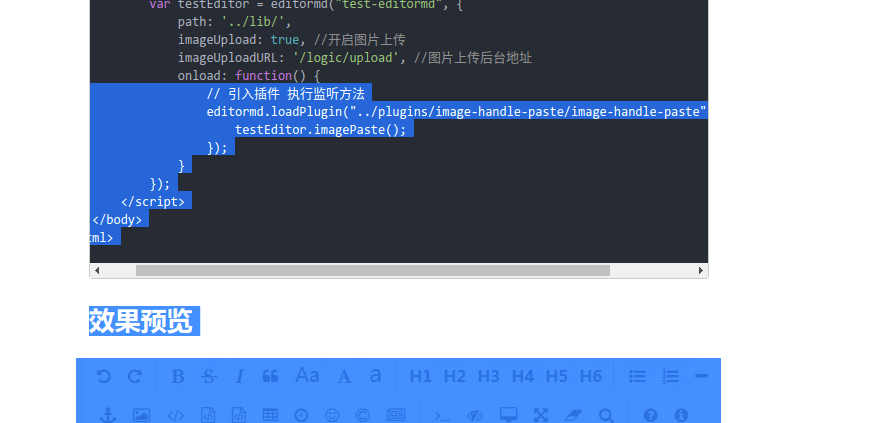 var testEditor = editormd("test-editormd", {
path: '../lib/',
imageUpload: true, //开启图片上传
imageUploadURL: '/logic/upload', //图片上传后台地址
onload: function() {
// 引入插件 执行监听方法
editormd.loadPlugin("../plugins/image-handle-paste/image-handle-paste"
testEditor.imagePaste();
});
}
});
</script>
</body>
tml>
效果预览
B S I Aa A a H1 H2 H3 H4 H5 H6